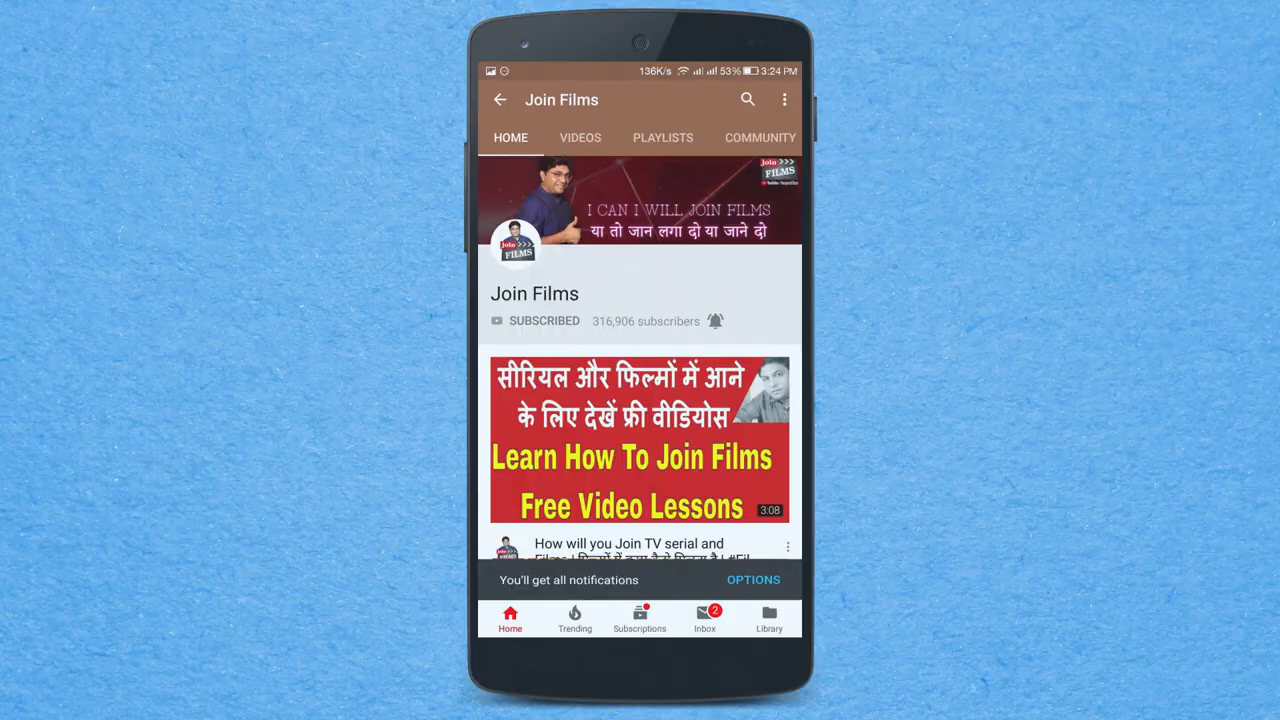 136K/s 53% 3:24 PM
Join Films
HOME VIDEOS PLAYLISTS COMMUNITY
Join
FILMS
I CAN I WILL JOIN FILMS
या तो जान लगा दो या जाने दो
Join
FILMS
Join Films
SUBSCRIBED 316,906 subscribers
सीरियल और फिल्मों में आने
के लिए देखें फ्री वीडियोस
Learn How To Join Films
Free Video Lessons
3:08
How will you Join TV serial and
You'll get all notifications OPTIONS
2
Home Trending Subscriptions Inbox Library